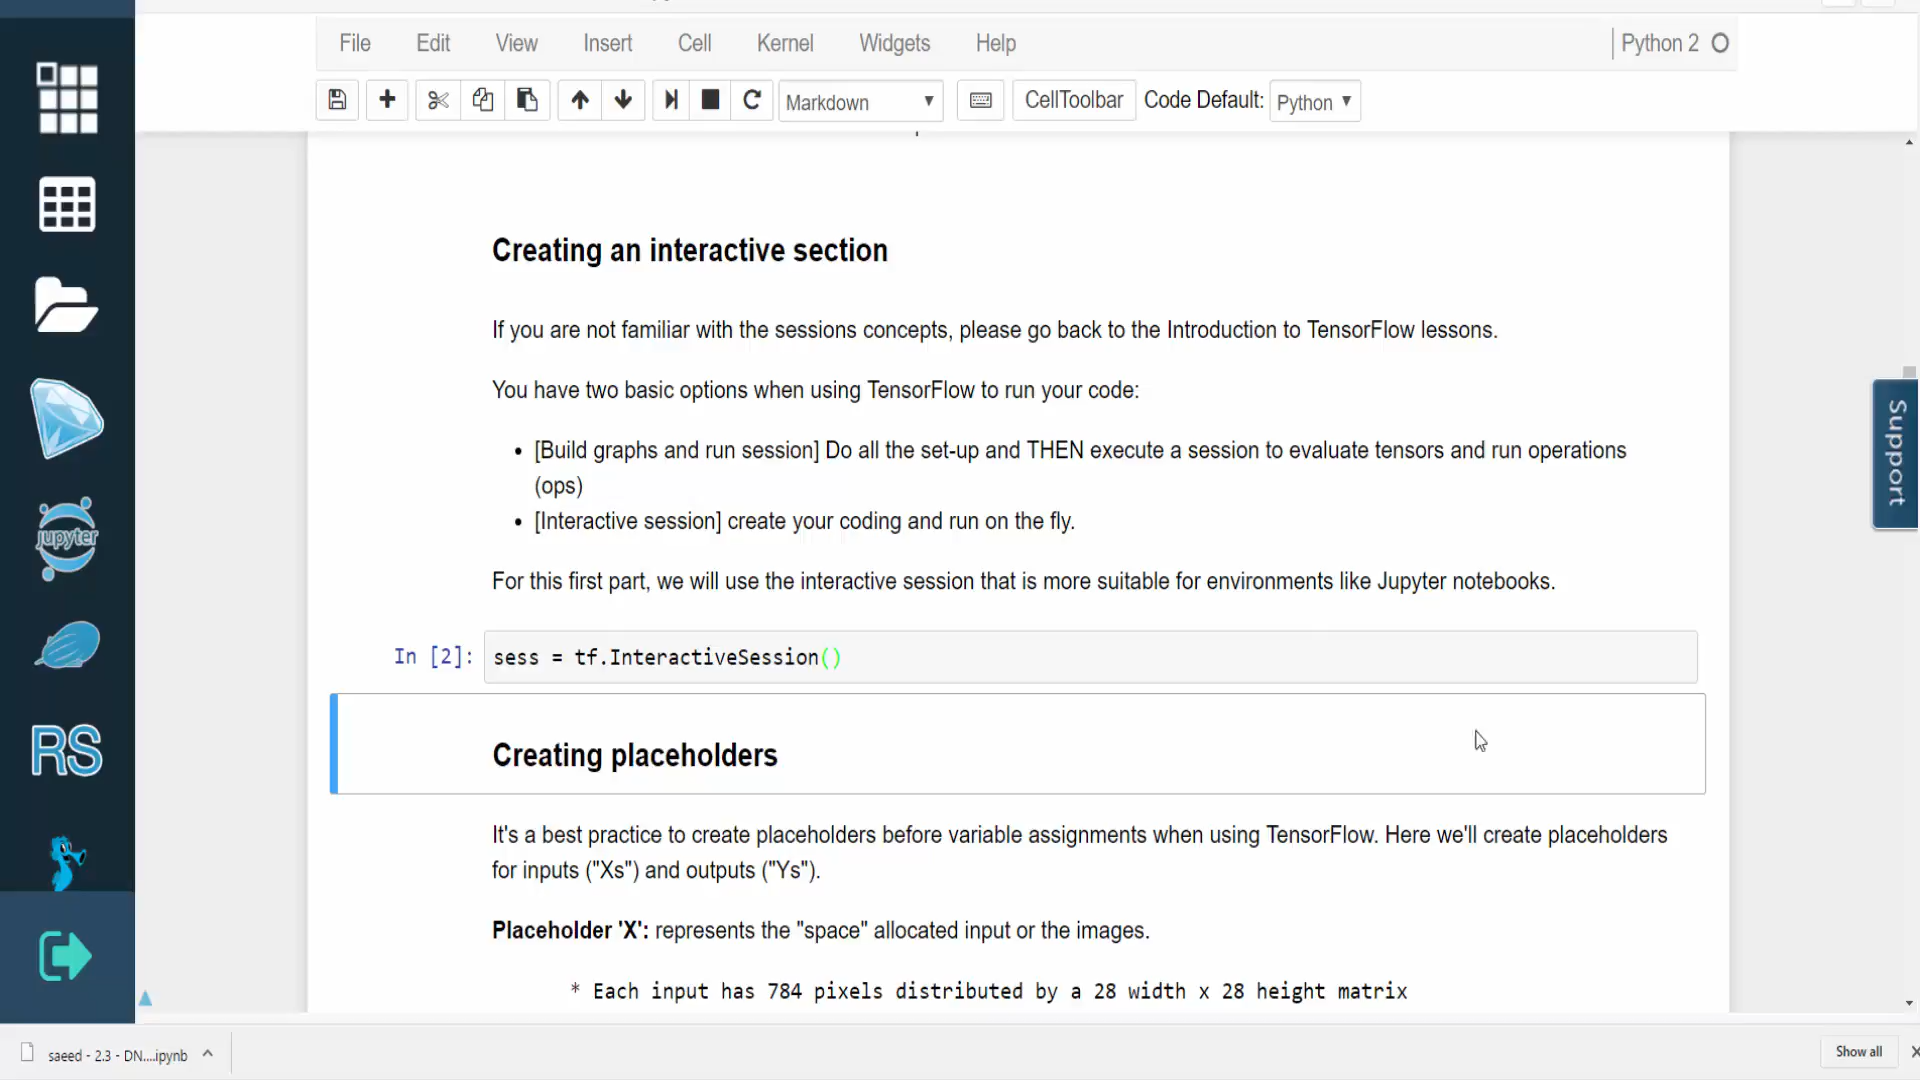 File Edit View Insert Cell Kernel Widgets Help Python 2
Markdown CellToolbar Code Default: Python
Creating an interactive section
If you are not familiar with the sessions concepts, please go back to the Introduction to TensorFlow lessons.
You have two basic options when using TensorFlow to run your code:
• [Build graphs and run session] Do all the set-up and THEN execute a session to evaluate tensors and run operations
(ops)
• [Interactive session] create your coding and run on the fly.
For this first part, we will use the interactive session that is more suitable for environments like Jupyter notebooks.
In [2]: sess = tf.InteractiveSession()
Creating placeholders
It's a best practice to create placeholders before variable assignments when using TensorFlow. Here we'll create placeholders
for inputs ("Xs") and outputs ("Ys").
Placeholder 'X': represents the "space" allocated input or the images.
* Each input has 784 pixels distributed by a 28 width x 28 height matrix
jupyter
RS
Support
saeed - 2.3 - DN....ipynb
Show all